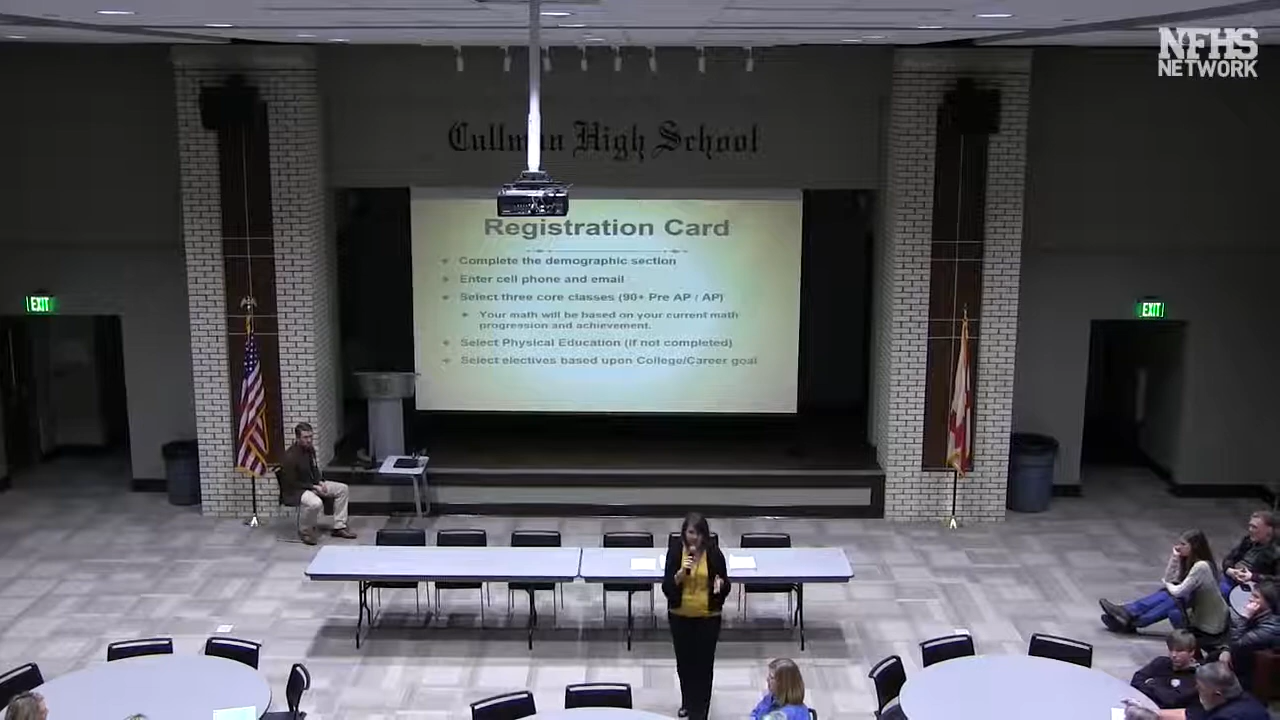 NFHS
NETWORK
Cullman High School
Registration Card
Complete the demographic section
Enter cell phone and email
Select three core classes (90+ Pre AP / AP)
Your math will be based on your current math
progression and achievement.
Select Physical Education (if not completed)
Select electives based upon College/Career goal
EXIT
EXIT